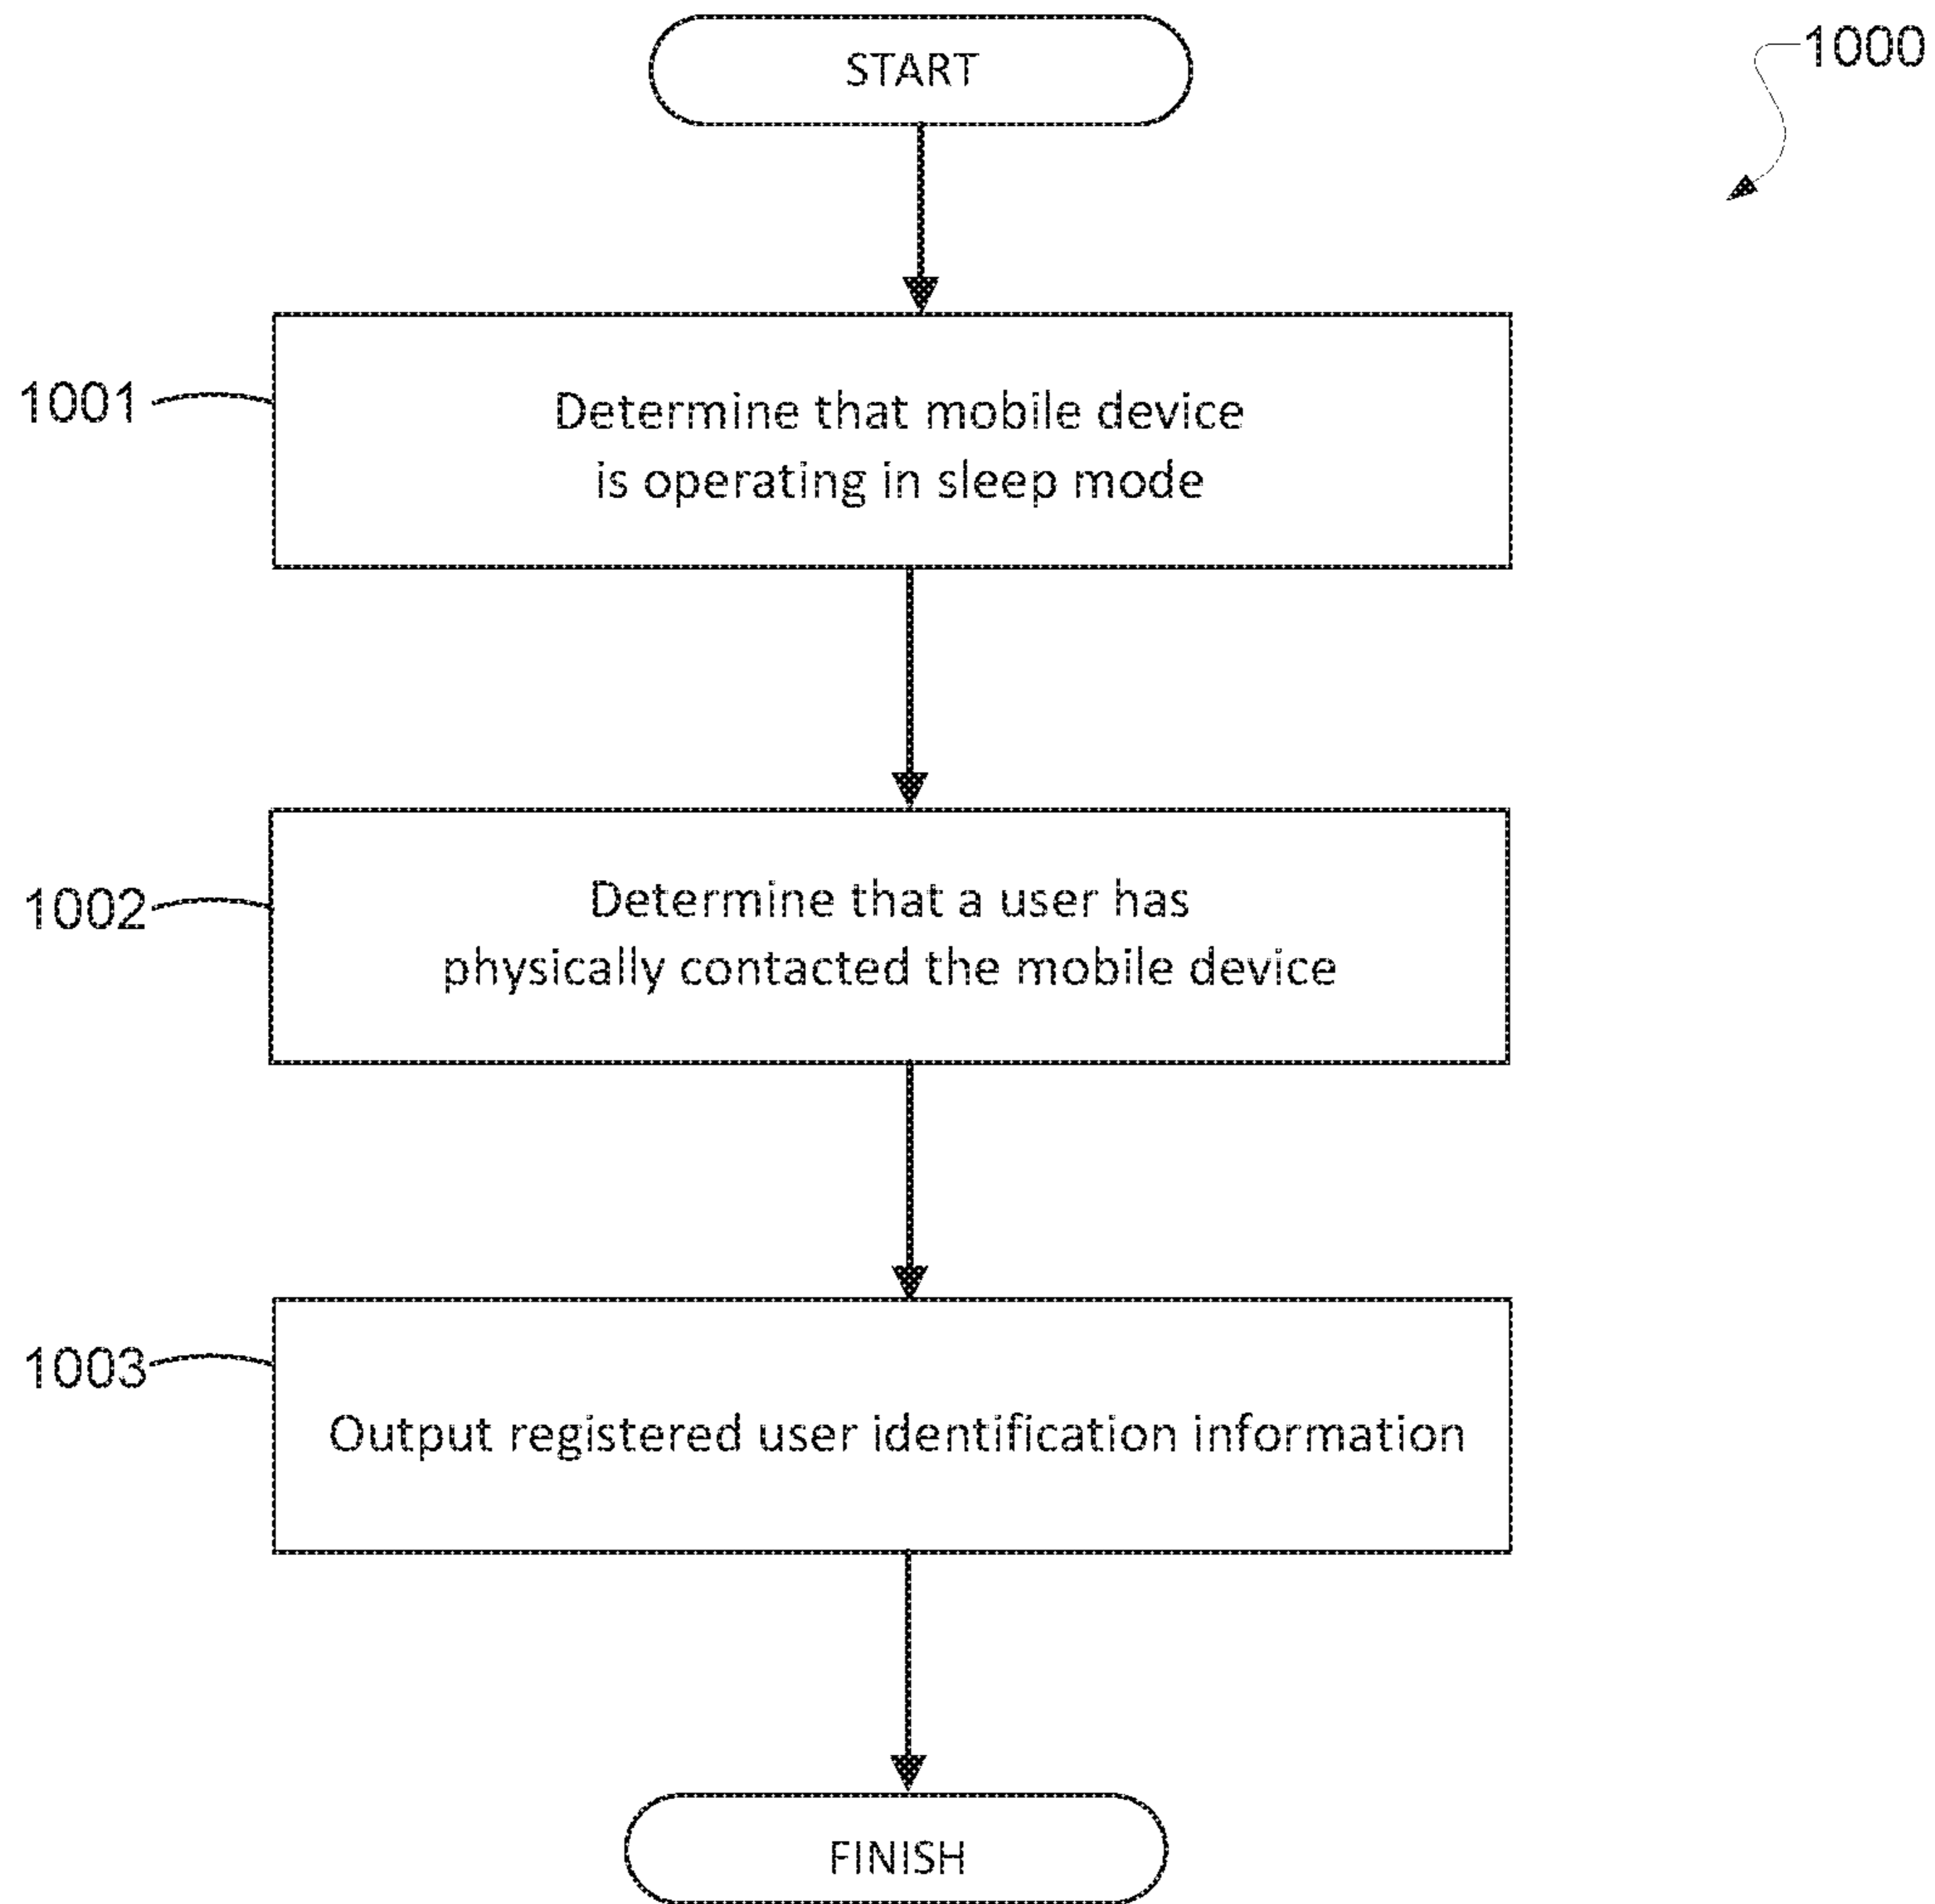 START
1000
1001
Determine that mobile device
is operating in sleep mode
1002
Determine that a user has
physically contacted the mobile device
1003
Output registered user identification information
FINISH